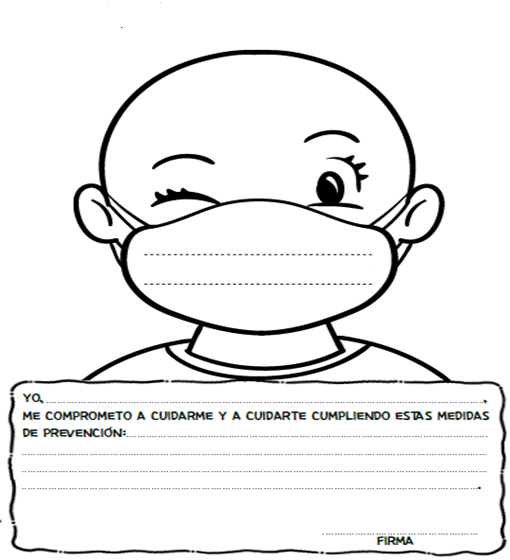 YO, ,
ME COMPROMETO A CUIDARME Y A CUIDARTE CUMPLIENDO ESTAS MEDIDAS
DE PREVENCIÓN:
.
FIRMA